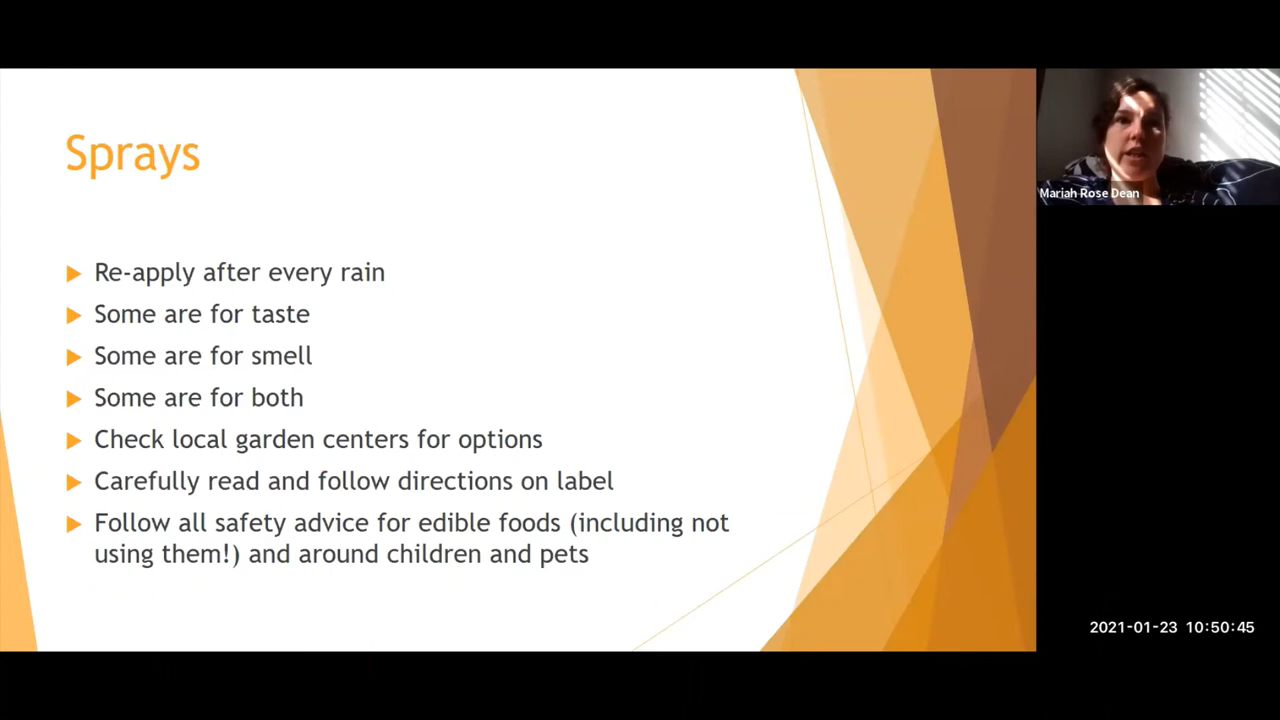 Sprays
Re-apply after every rain
Some are for taste
Some are for smell
Some are for both
Check local garden centers for options
Carefully read and follow directions on label
Follow all safety advice for edible foods (including not
using them!) and around children and pets
Mariah Rose Dean
2021-01-23 10:50:45